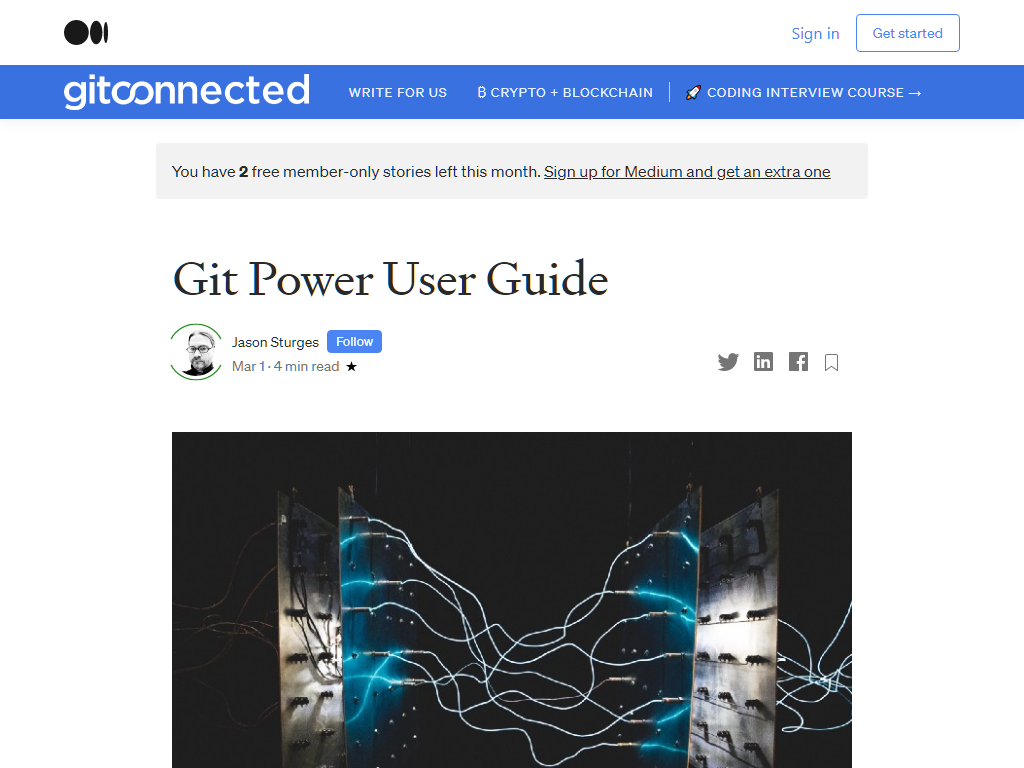 Sign in
Get started
gitconnected
WRITE FOR US
₿ CRYPTO + BLOCKCHAIN
🚀 CODING INTERVIEW COURSE →
You have 2 free member-only stories left this month. Sign up for Medium and get an extra one
Git Power User Guide
Jason Sturges
Follow
Mar 1 · 4 min read ★